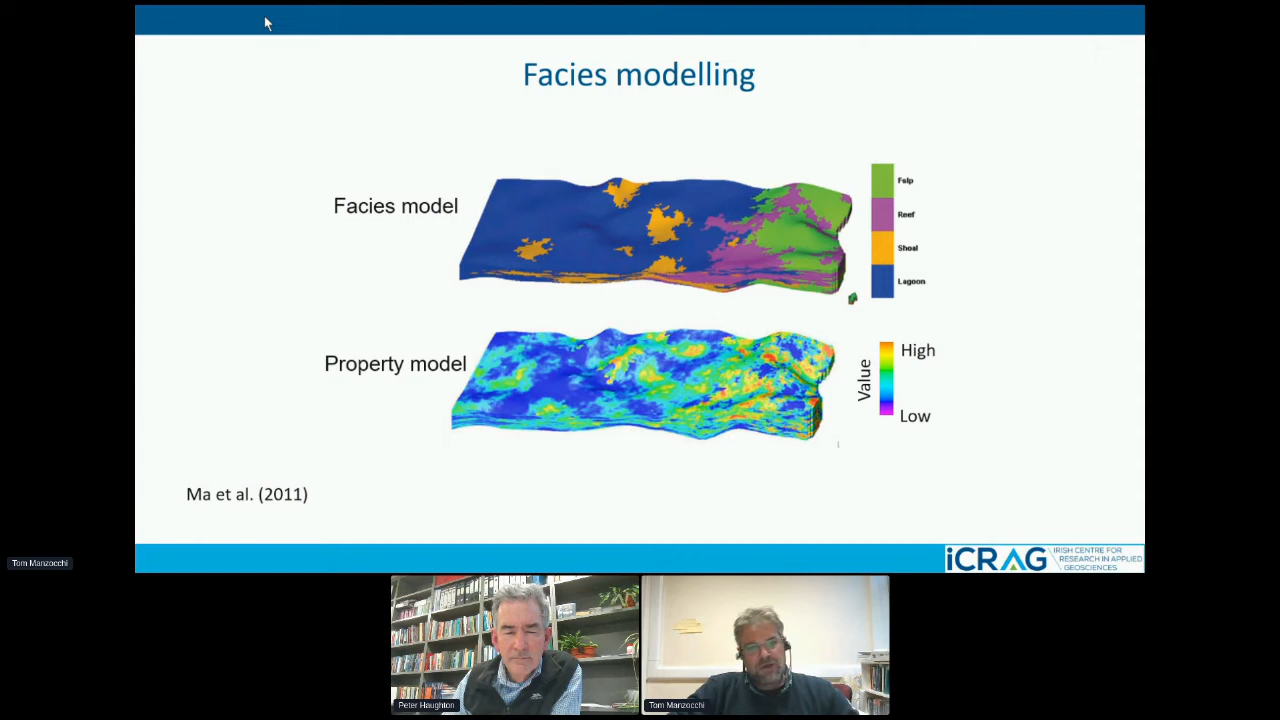 Facies modelling
Facies model
Felp
Reef
Shoal
Lagoon
Property model
Value
High
Low
Ma et al. (2011)
iCRAG
IRISH CENTRE FOR
RESEARCH IN APPLIED
GEOSCIENCES
Tom Manzocchi
Peter Haughton
Tom Manzocchi